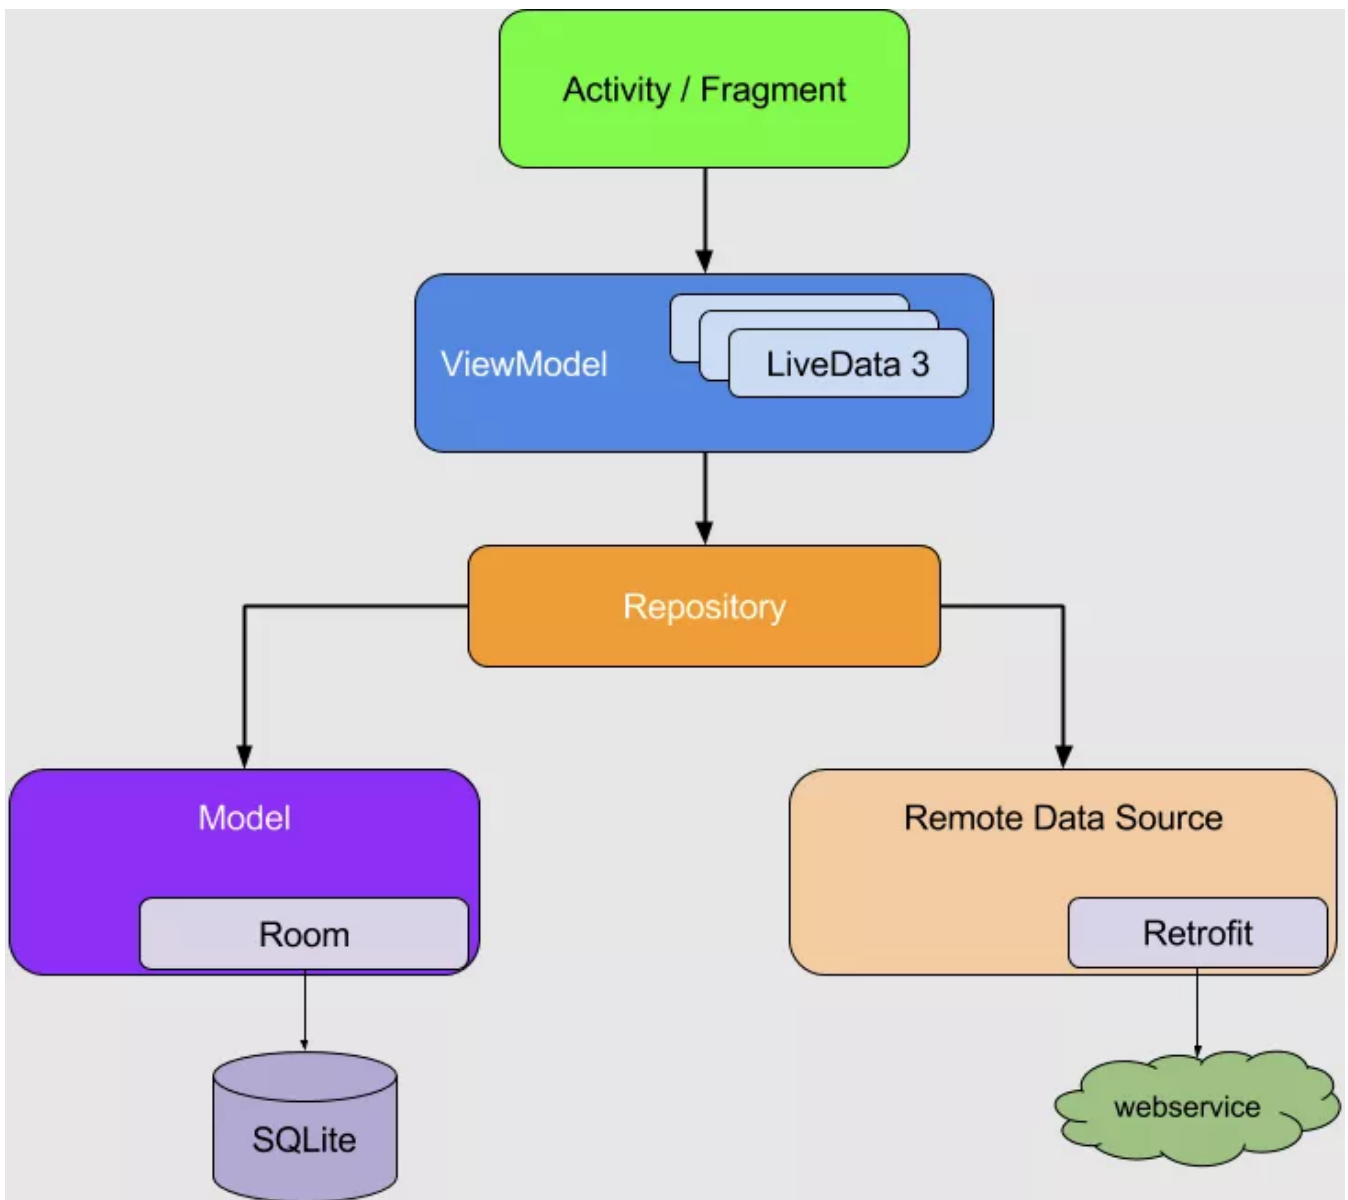 Activity / Fragment
ViewModel
LiveData 3
Repository
Model
Remote Data Source
Room
Retrofit
SQLite
webservice